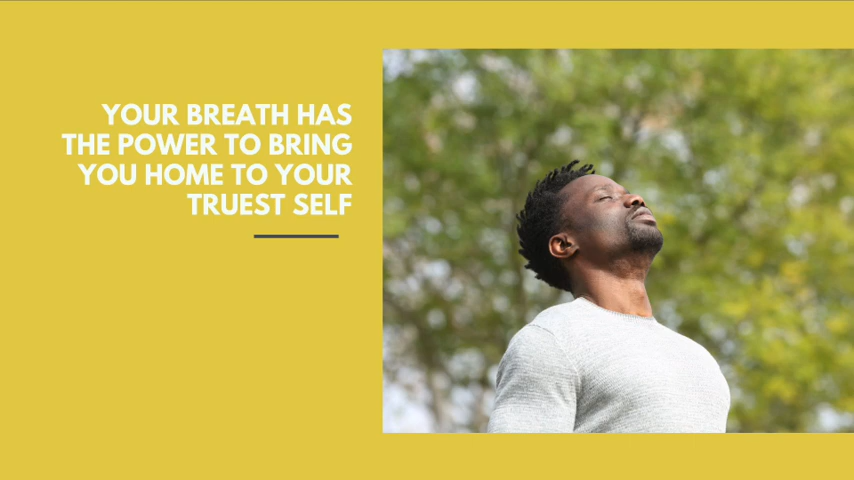 YOUR BREATH HAS
THE POWER TO BRING
YOU HOME TO YOUR
TRUEST SELF